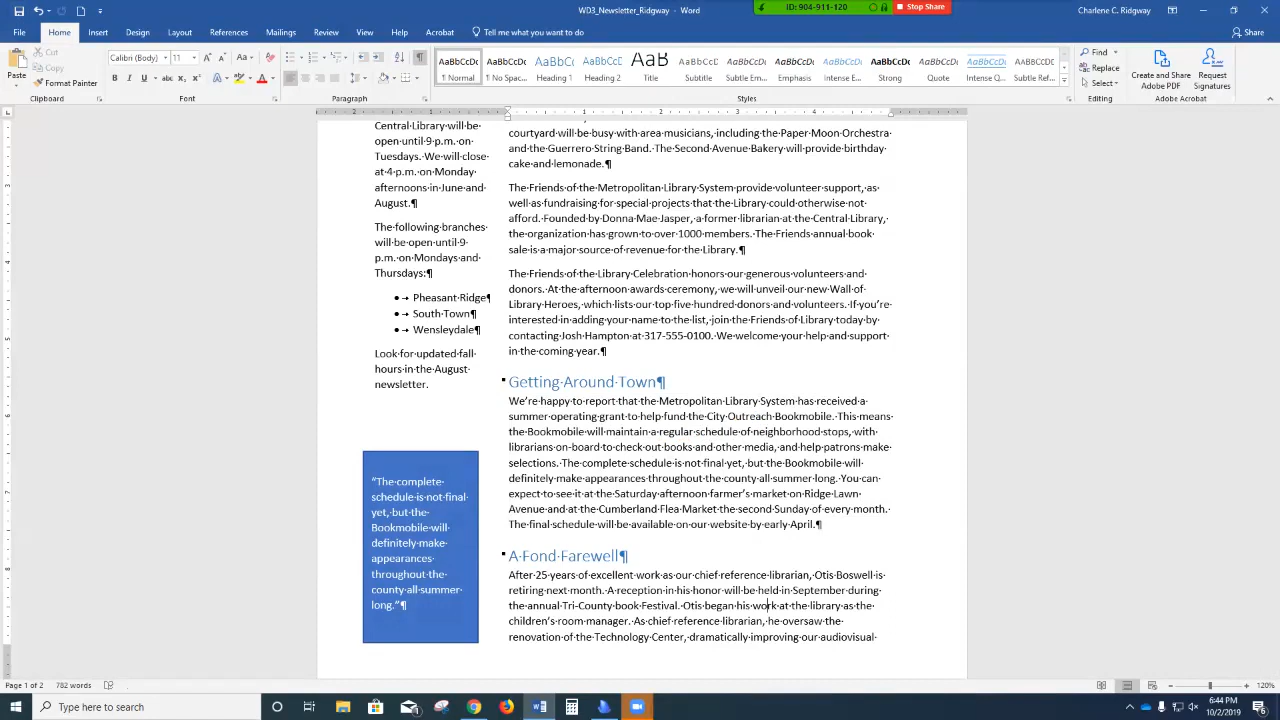 WD3_Newsletter_Ridgway - Word
ID: 904-911-120
Stop Share
Charlene C. Ridgway
File Home Insert Draw Design Layout References Mailings Review View Help Acrobat Tell me what you want to do Share
Paste
Cut
Copy
Format Painter
Clipboard
Calibri (Body) 11
Font
Paragraph
AaBbCcDc AaBbCcDc AaBbCc AaBbCcC AaB AaBbCcD AaBbCcDc AaBbCcDc AaBbCcDc AaBbCcDc AaBbCcDc AaBbCcDc AaBbCcDc
¶ Normal ¶ No Spac... Heading 1 Heading 2 Title Subtitle Subtle Em... Emphasis Intense E... Strong Quote Intense Q... Subtle Ref...
Styles
Find
Replace
Select
Editing
Create and Share Adobe PDF
Request Signatures
Adobe Acrobat
Central·Library·will·be·
open·until·9·p.m.·on·
Tuesdays.·We·will·close·
at·4·p.m.·on·Monday·
afternoons·in·June·and·
August.¶
The·following·branches·
will·be·open·until·9·
p.m.·on·Mondays·and·
Thursdays:¶
•→Pheasant·Ridge¶
•→South·Town¶
•→Wensleydale¶
Look·for·updated·fall·
hours·in·the·August·
newsletter.
“The·complete·
schedule·is·not·final·
yet,·but·the·
Bookmobile·will·
definitely·make·
appearances·
throughout·the·
county·all·summer·
long.”¶
courtyard·will·be·busy·with·area·musicians,·including·the·Paper·Moon·Orchestra·
and·the·Guerrero·String·Band.·The·Second·Avenue·Bakery·will·provide·birthday·
cake·and·lemonade.¶
The·Friends·of·the·Metropolitan·Library·System·provide·volunteer·support,·as·
well·as·fundraising·for·special·projects·that·the·Library·could·otherwise·not·
afford.·Founded·by·Donna·Mae·Jasper,·a·former·librarian·at·the·Central·Library,·
the·organization·has·grown·to·over·1000·members.·The·Friends·annual·book·
sale·is·a·major·source·of·revenue·for·the·Library.¶
The·Friends·of·the·Library·Celebration·honors·our·generous·volunteers·and·
donors.·At·the·afternoon·awards·ceremony,·we·will·unveil·our·new·Wall·of·
Library·Heroes,·which·lists·our·top·five·hundred·donors·and·volunteers.·If·you’re·
interested·in·adding·your·name·to·the·list,·join·the·Friends·of·Library·today·by·
contacting·Josh·Hampton·at·317-555-0100.·We·welcome·your·help·and·support·
in·the·coming·year.¶
Getting·Around·Town¶
We’re·happy·to·report·that·the·Metropolitan·Library·System·has·received·a·
summer·operating·grant·to·help·fund·the·City·Outreach·Bookmobile.·This·means·
the·Bookmobile·will·maintain·a·regular·schedule·of·neighborhood·stops,·with·
librarians·on-board·to·check·out·books·and·other·media,·and·help·patrons·make·
selections.·The·complete·schedule·is·not·final·yet,·but·the·Bookmobile·will·
definitely·make·appearances·throughout·the·county·all·summer·long.·You·can·
expect·to·see·it·at·the·Saturday·afternoon·farmer’s·market·on·Ridge·Lawn·
Avenue·and·at·the·Cumberland·Flea·Market·the·second·Sunday·of·every·month.·
The·final·schedule·will·be·available·on·our·website·by·early·April.¶
A·Fond·Farewell¶
After·25·years·of·excellent·work·as·our·chief·reference·librarian,·Otis·Boswell·is·
retiring·next·month.·A·reception·in·his·honor·will·be·held·in·September·during·
the·annual·Tri-County·book·Festival.·Otis·began·his·work·at·the·library·as·the·
children’s·room·manager.·As·chief·reference·librarian,·he·oversaw·the·
renovation·of·the·Technology·Center,·dramatically·improving·our·audiovisual·
Page 1 of 2 782 words
120%
Type here to search
6:44 PM
10/2/2019